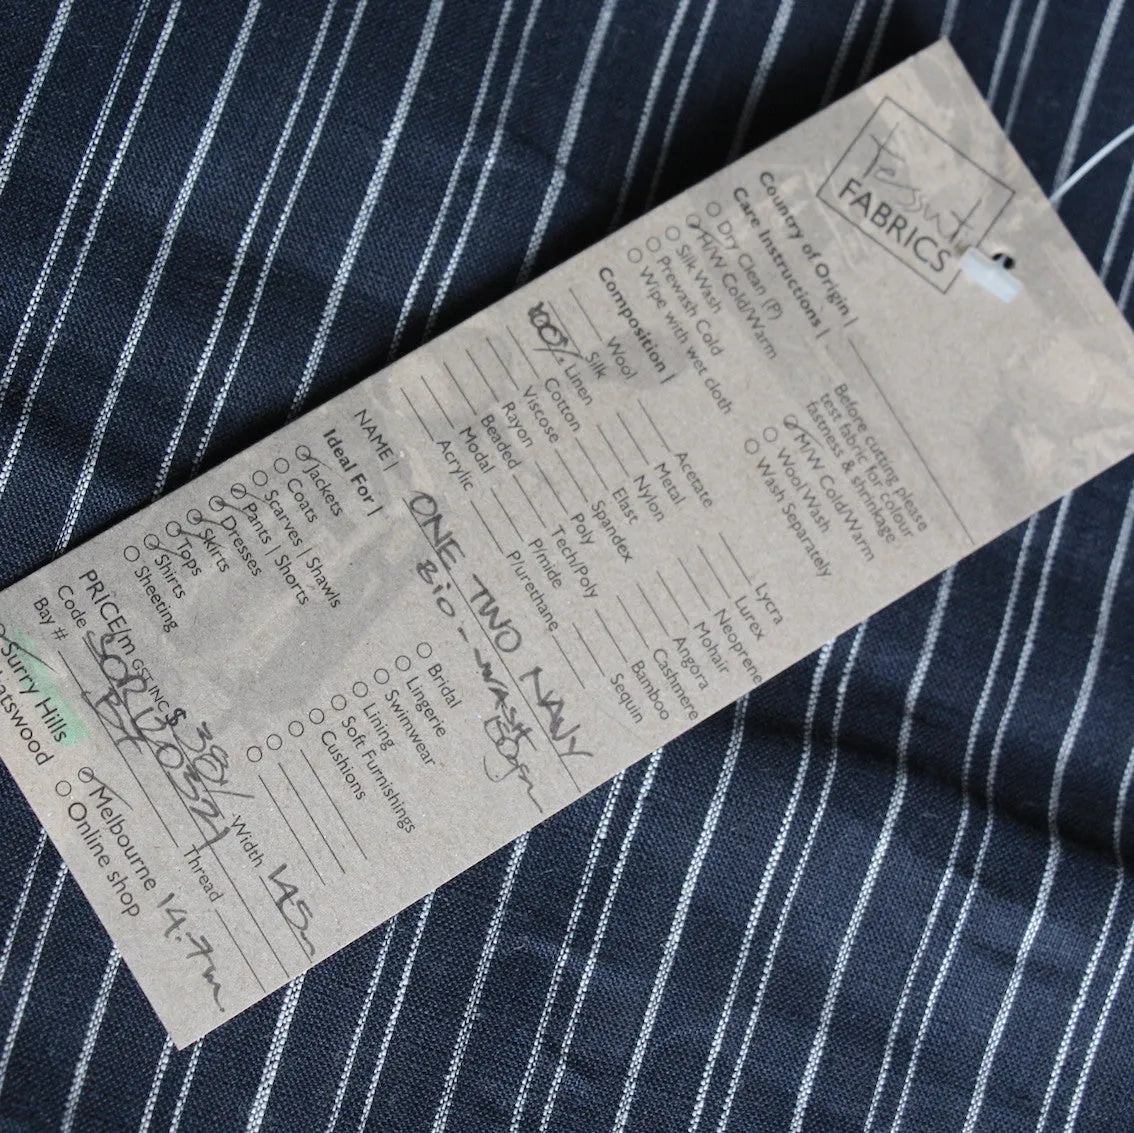 Tessuti
FABRICS
Country of Origin |
Care Instructions |
Dry Clean (P)
H/W Cold/Warm
Silk Wash
Prewash Cold
Wipe with wet cloth
Before cutting please
test fabric for colour
fastness & shrinkage
M/W Cold/Warm
Wool Wash
Wash Separately
Composition |
Wool
Silk
100% Linen
Cotton
Viscose
Rayon
Beaded
Modal
Acrylic
Acetate
Metal
Nylon
Elast
Spandex
Poly
Tech/Poly
P/mide
P/urethane
Lycra
Lurex
Neoprene
Mohair
Angora
Cashmere
Bamboo
Sequin
NAME | ONE TWO NAVY
BIO-WASH
Ideal For |
Jackets
Coats
Scarves | Shawls
Pants | Shorts
Dresses
Skirts
Tops
Shirts
Sheeting
Bridal
Lingerie
Swimwear
Lining
Soft Furnishings
Cushions
PRICE/m GST INC $ 38/- Width 145
Code
Bay #
Thread
Surry Hills
atswood
Melbourne 14.7m
Online shop